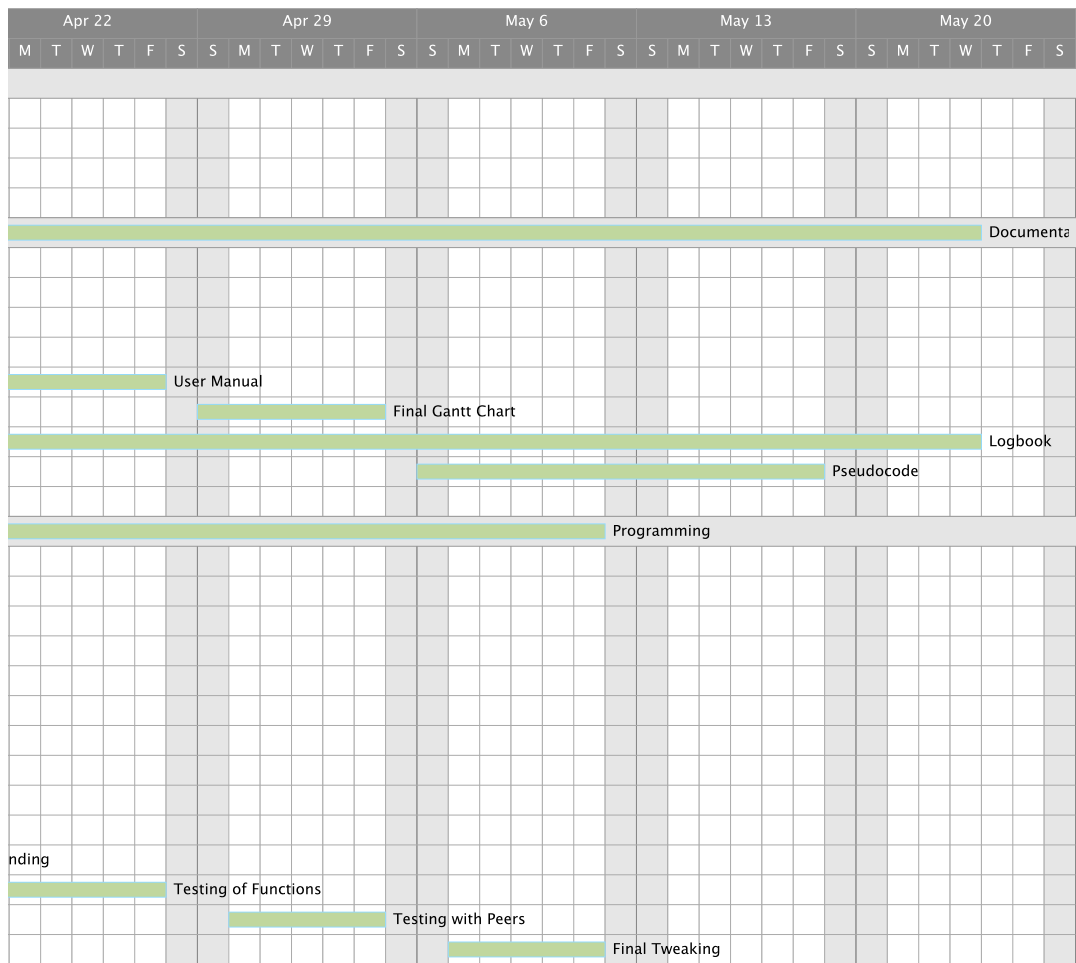 Apr 22 Apr 29 May 6 May 13 May 20
M T W T F S S M T W T F S S M T W T F S S M T W T F S S M T W T F S
Documenta
User Manual
Final Gantt Chart
Logbook
Pseudocode
Programming
nding
Testing of Functions
Testing with Peers
Final Tweaking